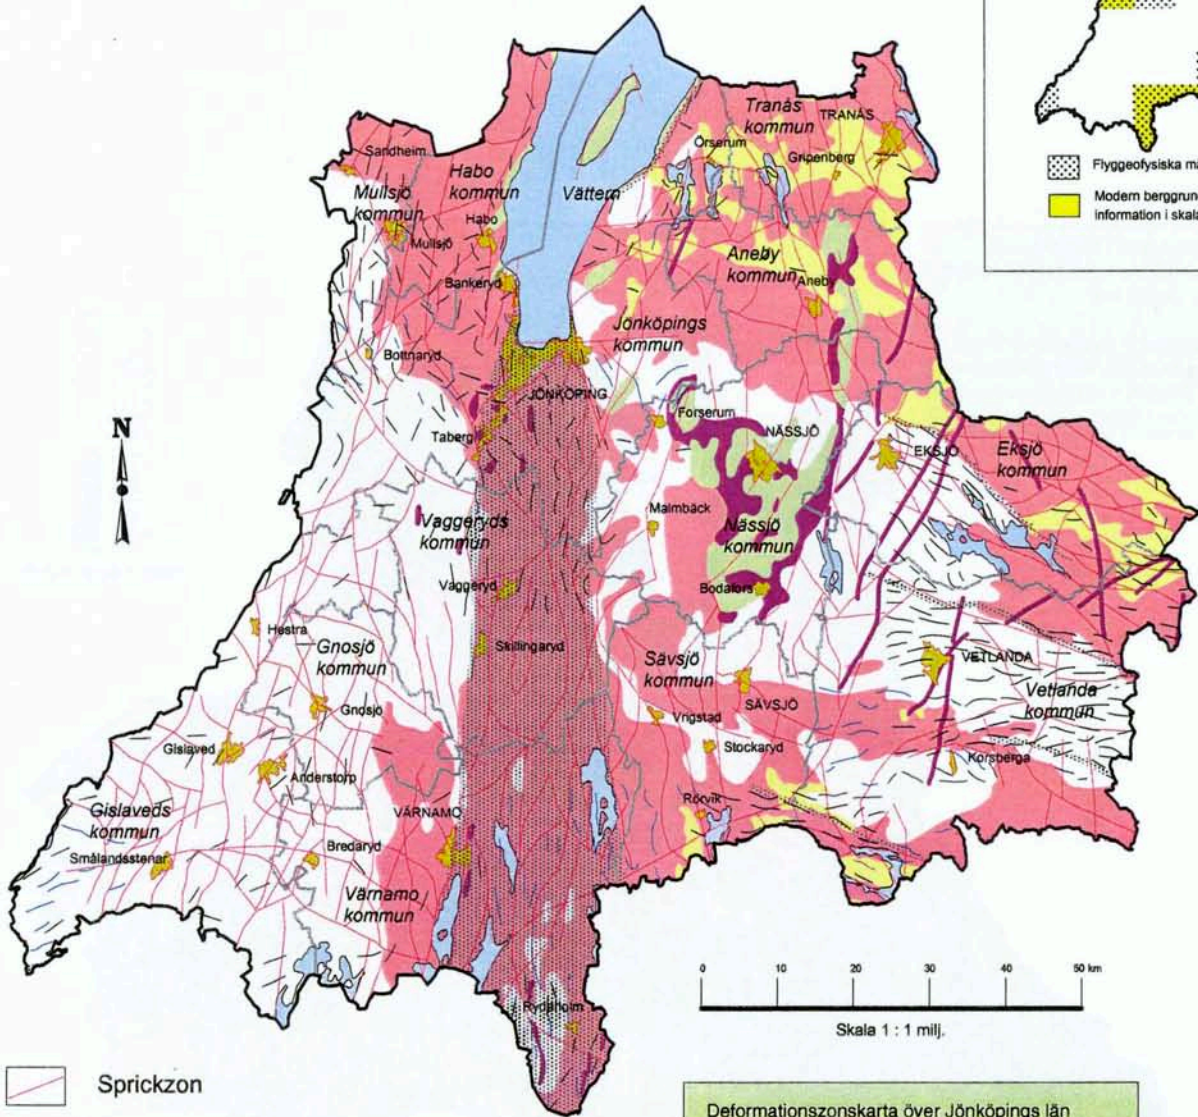 Flyggeofysiska
Modern
information i
Tranås
kommun
TRANÅS
Örserum
Gripenberg
Sandheim
Habo
kommun
Mullsjö
kommun
Vättern
Habo
Mullsjö
Aneby
kommun
Bankeryd
Aneby
Jönköpings
kommun
Bottnaryd
JÖNKÖPING
Forserum
N
Taberg
NÄSSJÖ
EKSJÖ
Eksjö
kommun
Malmbäck
Vaggeryds
kommun
Nässjö
kommun
Vaggeryd
Bodafors
Hestra
Gnosjö
kommun
Skillingaryd
Sävsjö
kommun
VETLANDA
Vetlanda
kommun
SÄVSJÖ
Gnosjö
Vrigstad
Gislaved
Stockaryd
Korsberga
Anderstorp
Gislaveds
kommun
VÄRNAMO
Rörvik
Smålandsstenar
Bredaryd
Värnamo
kommun
0 10 20 30 40 50 km
Rydaholm
Skala 1 : 1 milj.
Sprickzon
Deformationszonskarta över Jönköpings län